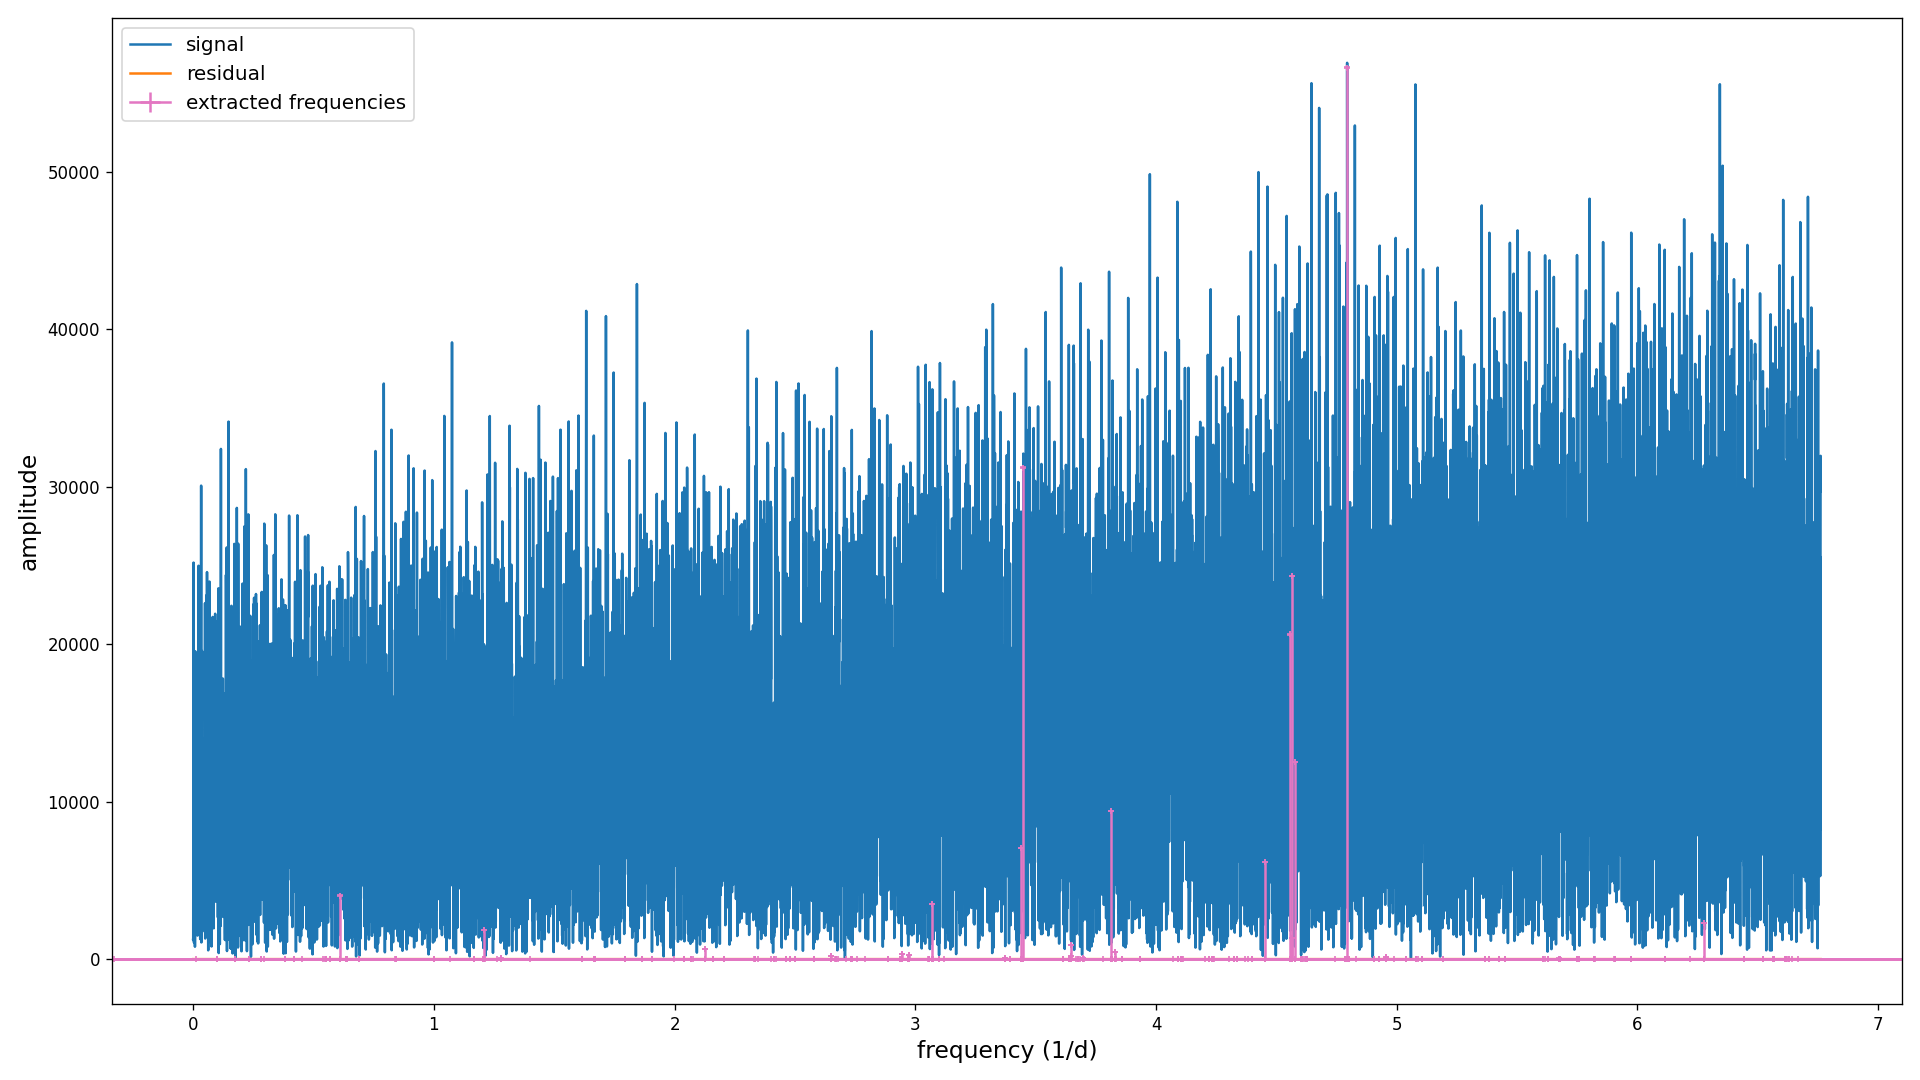 signal
residual
extracted frequencies
amplitude
50000
40000
30000
20000
10000
0
0 1 2 3 4 5 6 7
frequency (1/d)